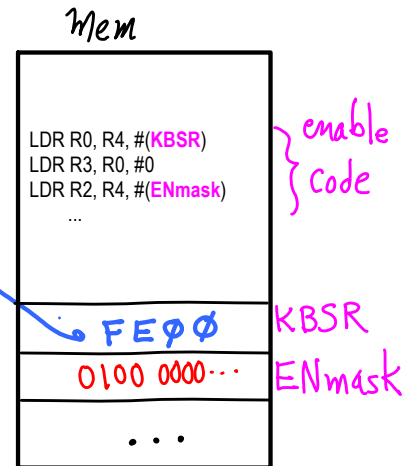 Mem
LDR R0, R4, #(KBSR)
LDR R3, R0, #0
LDR R2, R4, #(ENmask)
...
enable
code
FE00 KBSR
0100 0000... ENmask
...